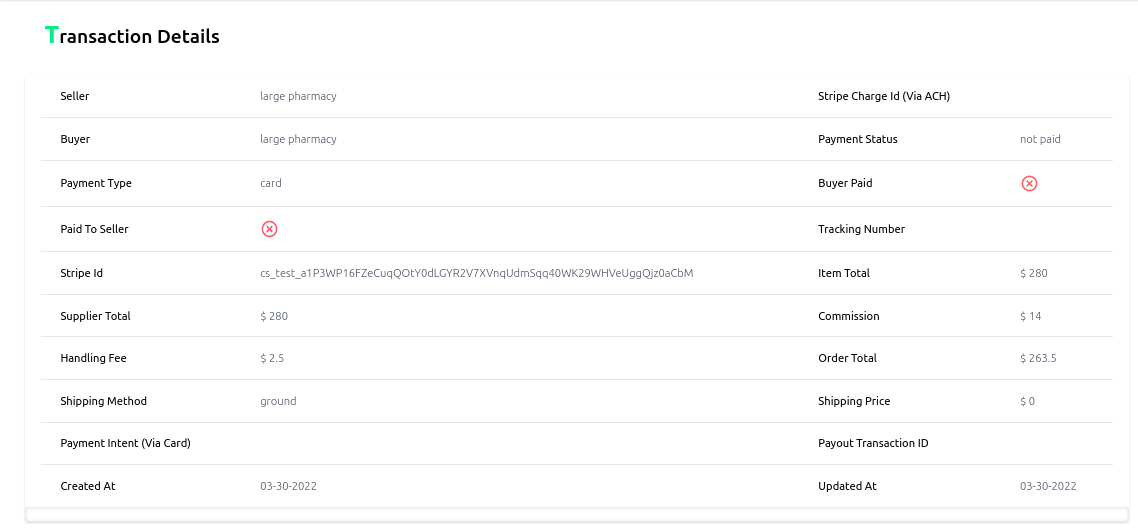 Transaction Details
Seller large pharmacy Stripe Charge Id (Via ACH)
Buyer large pharmacy Payment Status not paid
Payment Type card Buyer Paid
Paid To Seller Tracking Number
Stripe Id cs_test_a1P3WP16FZeCuqQOtY0dLGYR2V7XVnqUdmSqq40WK29WHVeUggQjz0aCbM Item Total $ 280
Supplier Total $ 280 Commission $ 14
Handling Fee $ 2.5 Order Total $ 263.5
Shipping Method ground Shipping Price $ 0
Payment Intent (Via Card) Payout Transaction ID
Created At 03-30-2022 Updated At 03-30-2022